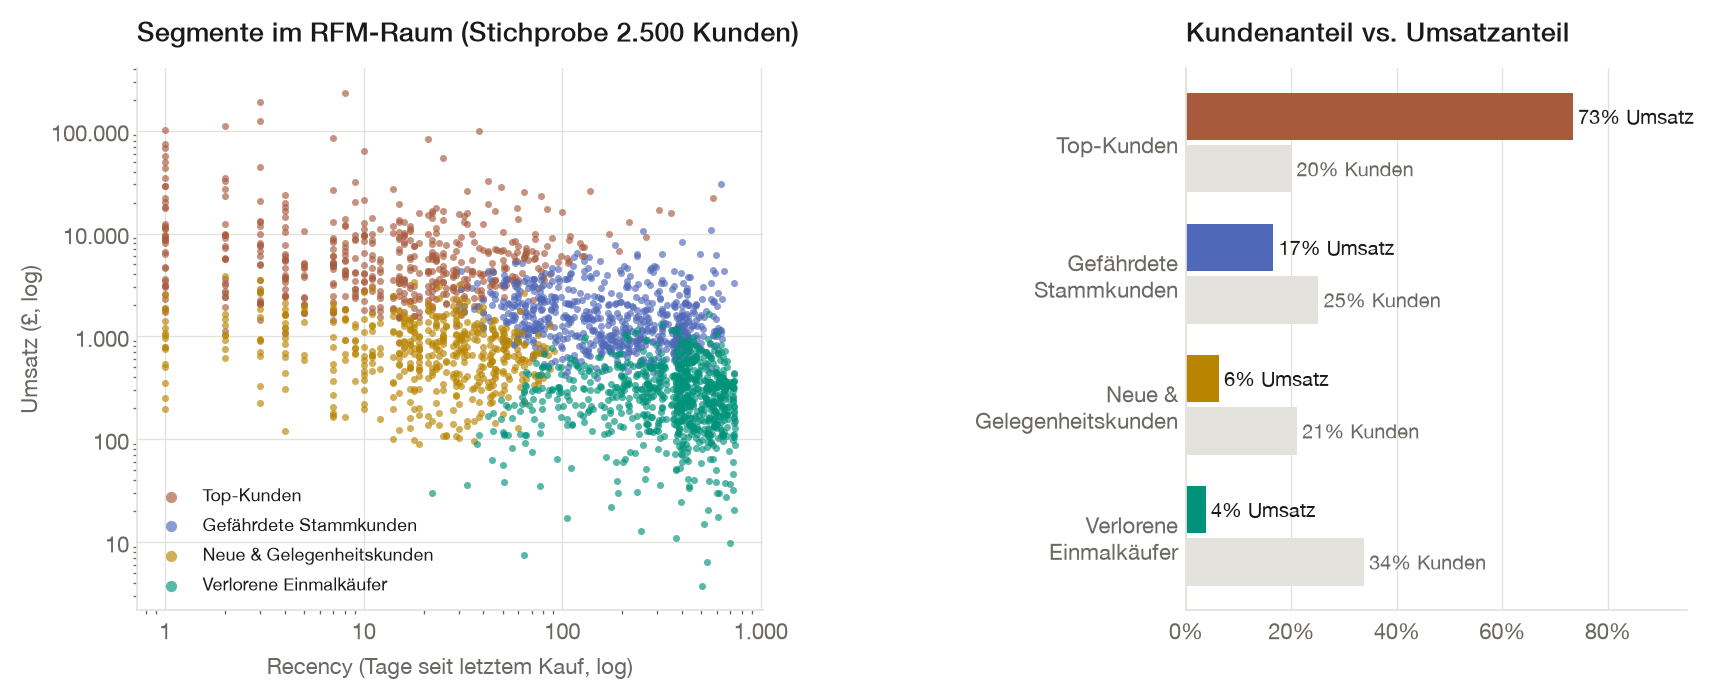 Segmente im RFM-Raum (Stichprobe 2.500 Kunden)
Umsatz (£, log)
100.000
10.000
1.000
100
10
Top-Kunden
Gefährdete Stammkunden
Neue & Gelegenheitskunden
Verlorene Einmalkäufer
1
10
100
1.000
Recency (Tage seit letztem Kauf, log)
Kundenanteil vs. Umsatzanteil
Top-Kunden
73% Umsatz
20% Kunden
Gefährdete
Stammkunden
17% Umsatz
25% Kunden
Neue &
Gelegenheitskunden
6% Umsatz
21% Kunden
Verlorene
Einmalkäufer
4% Umsatz
34% Kunden
0%
20%
40%
60%
80%